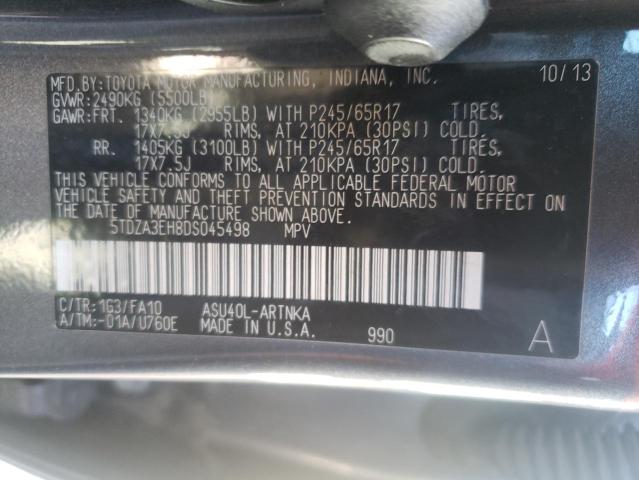 MFD.BY:TOYOTA MOTOR MANUFACTURING, INDIANA, INC. 10/13
GVWR: 2490KG (5500LB)
GAWR:FRT. 1340KG (2955LB) WITH P245/65R17 TIRES,
17X7.5J RIMS, AT 210KPA (30PSI) COLD.
RR. 1405KG (3100LB) WITH P245/65R17 TIRES,
17X7.5J RIMS, AT 210KPA (30PSI) COLD.
THIS VEHICLE CONFORMS TO ALL APPLICABLE FEDERAL MOTOR
VEHICLE SAFETY AND THEFT PREVENTION STANDARDS IN EFFECT ON
THE DATE OF MANUFACTURE SHOWN ABOVE.
5TDZA3EH8DS045498 MPV
C/TR: 1G3/FA10 ASU40L-ARTNKA
A/TM:-01A/U760E MADE IN U.S.A. 990 A